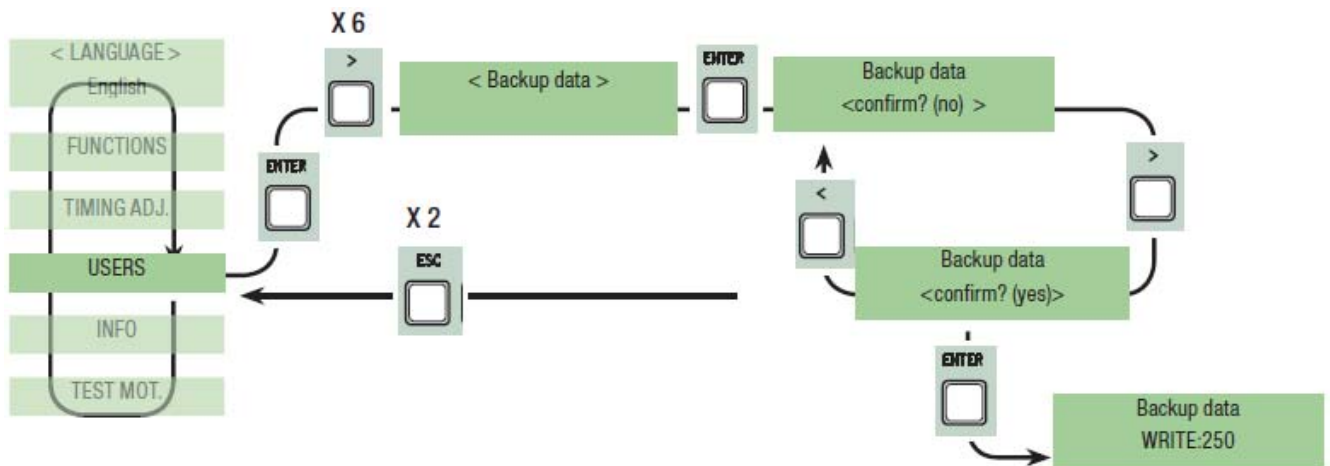 X 6
< LANGUAGE >
English
>
< Backup data >
ENTER
Backup data
<confirm? (no) >
FUNCTIONS
ENTER
TIMING ADJ.
<
>
X 2
USERS
ESC
Backup data
<confirm? (yes)>
INFO
ENTER
TEST MOT.
Backup data
WRITE:250